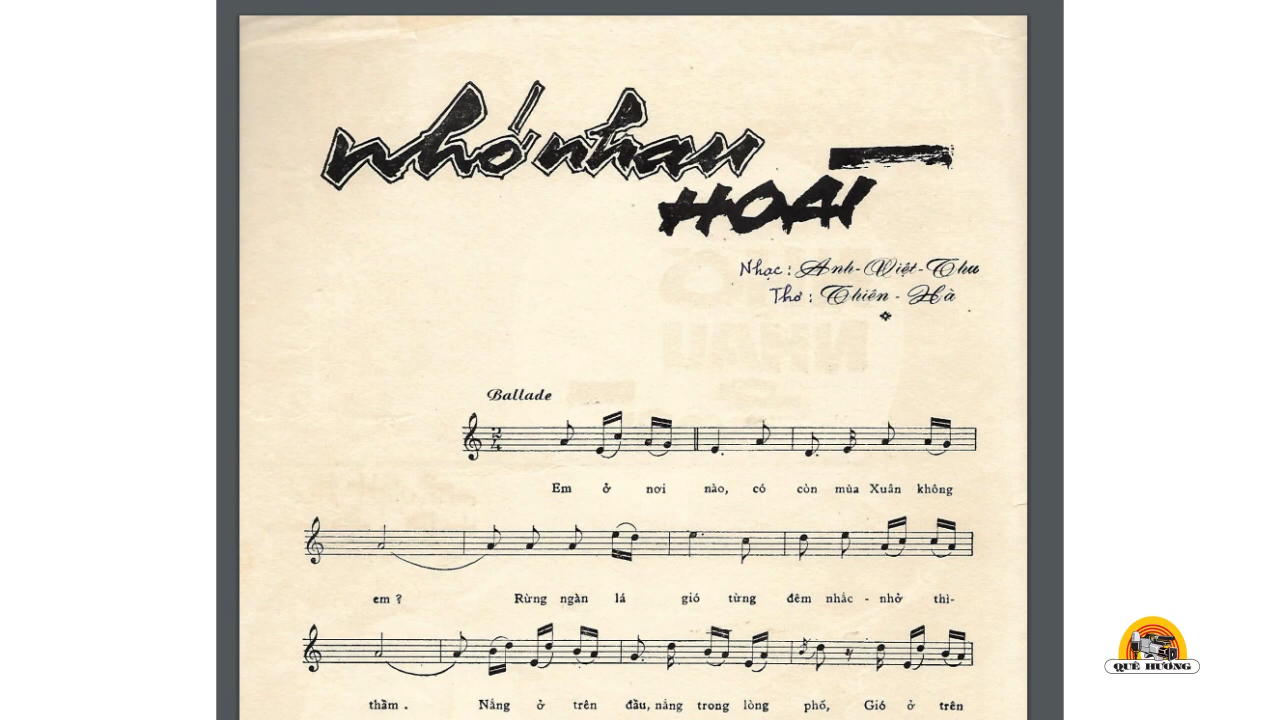 nhớ nhau
HOÀI
Nhạc : Anh-Việt-Thu
Thơ : Thiên - Hà
Ballade
2
4
Em ở nơi nào, có còn mùa Xuân không
em ? Rừng ngàn lá gió từng đêm nhắc - nhở thì-
thầm . Nắng ở trên đầu, nắng trong lòng phố, Gió ở trên
QUÊ HƯƠNG